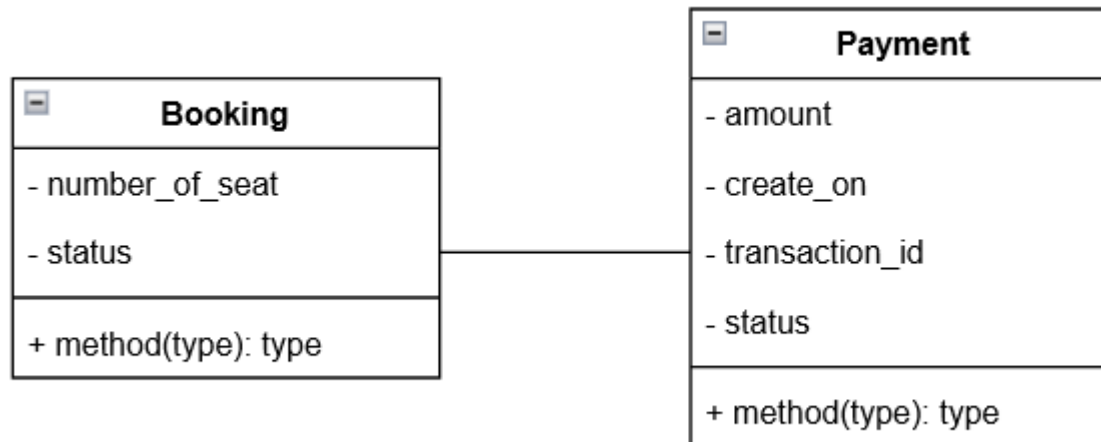 Booking
- number_of_seat
- status
+ method(type): type
Payment
- amount
- create_on
- transaction_id
- status
+ method(type): type